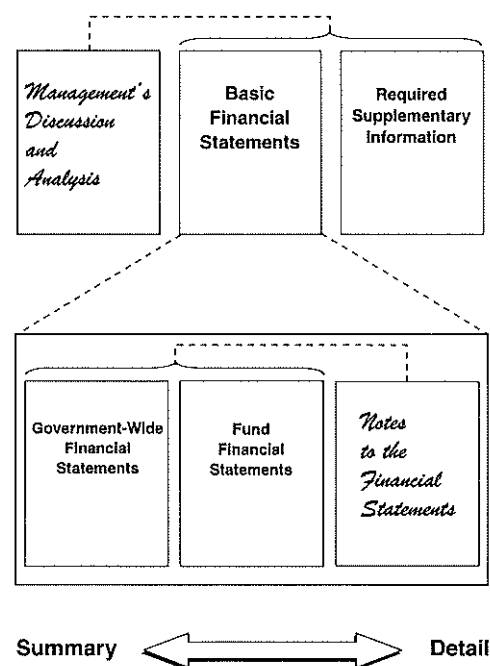 Management's
Discussion
and
Analysis
Basic
Financial
Statements
Required
Supplementary
Information
Government-Wide
Financial
Statements
Fund
Financial
Statements
Notes
to the
Financial
Statements
Summary
Detail